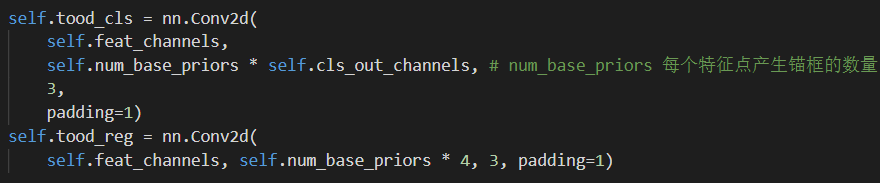 self.tood_cls = nn.Conv2d(
    self.feat_channels,
    self.num_base_priors * self.cls_out_channels, # num_base_priors 每个特征点产生锚框的数量
    3,
    padding=1)
self.tood_reg = nn.Conv2d(
    self.feat_channels, self.num_base_priors * 4, 3, padding=1)